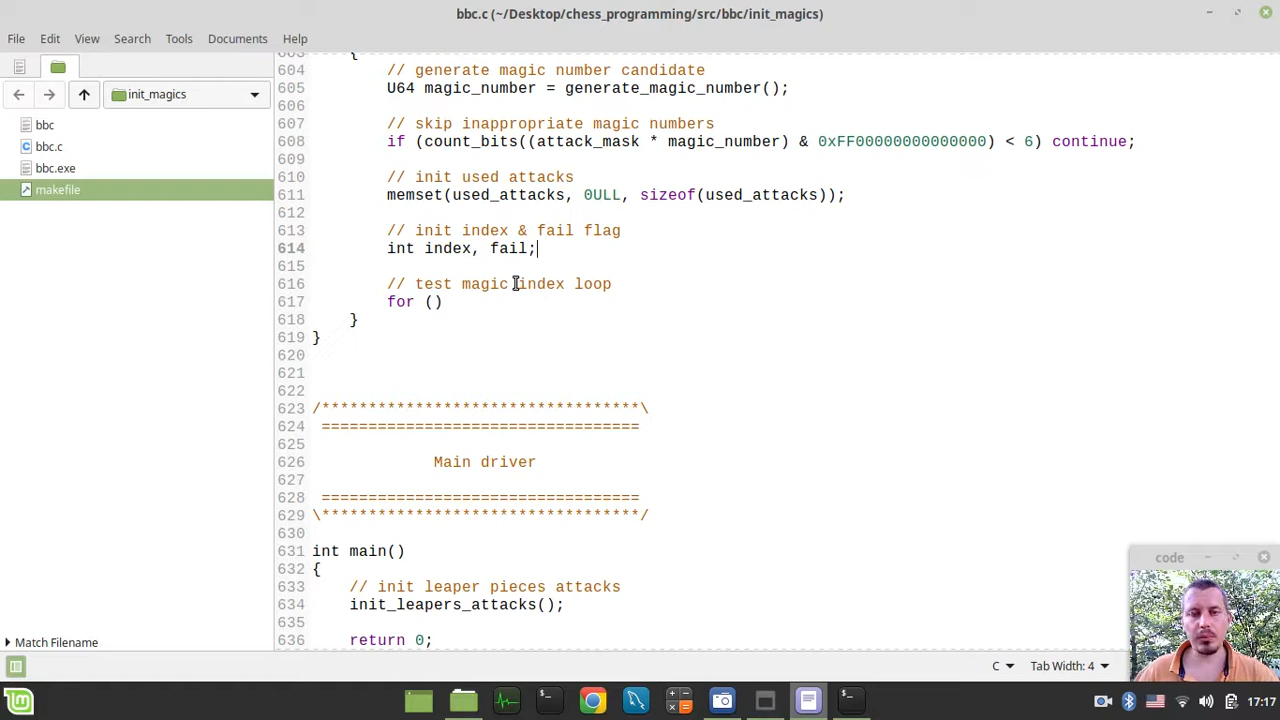 bbc.c (~/Desktop/chess_programming/src/bbc/init_magics)
File Edit View Search Tools Documents Help
init_magics
bbc
bbc.c
bbc.exe
makefile
Match Filename
603 {
604 // generate magic number candidate
605 U64 magic_number = generate_magic_number();
606
607 // skip inappropriate magic numbers
608 if (count_bits((attack_mask * magic_number) & 0xFF00000000000000) < 6) continue;
609
610 // init used attacks
611 memset(used_attacks, 0ULL, sizeof(used_attacks));
612
613 // init index & fail flag
614 int index, fail;
615
616 // test magic index loop
617 for ()
618 }
619 }
620
621
622
623 /*********************************\
624 ==================================
625
626 Main driver
627
628 ==================================
629 \*********************************/
630
631 int main()
632 {
633 // init leaper pieces attacks
634 init_leapers_attacks();
635
636 return 0;
code
C Tab Width: 4
17:17